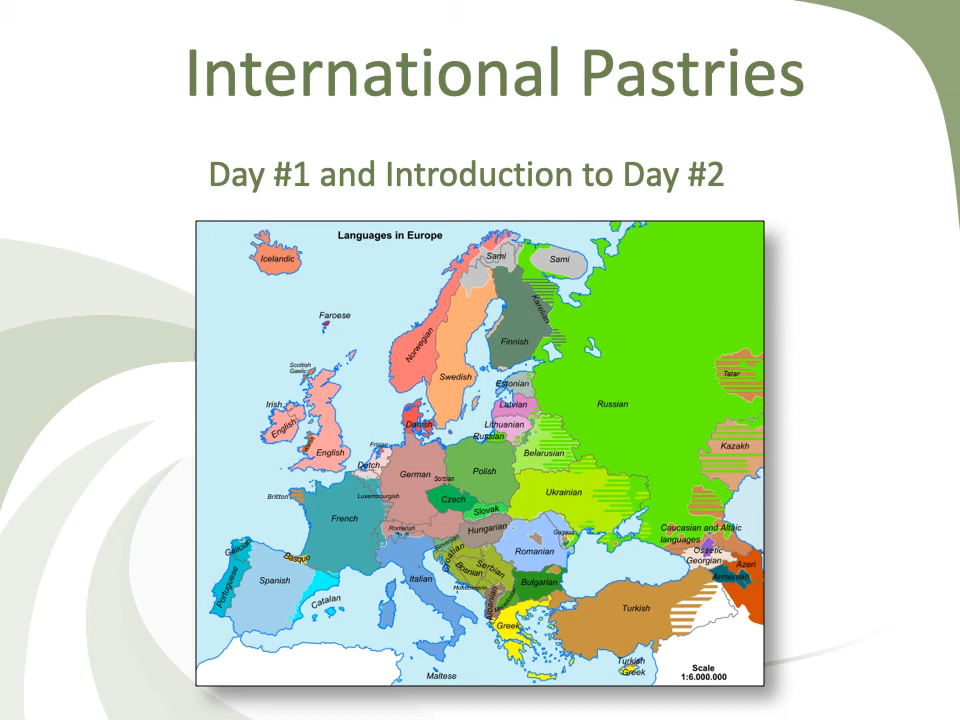 International Pastries
Day #1 and Introduction to Day #2
Languages in Europe
Icelandic
Sami
Sami
Faroese
Karelian
Norwegian
Finnish
Scottish
Gaelic
Swedish
Tatar
Estonian
Irish
English
Latvian
Russian
Danish
Lithuanian
Russian
Frisian
English
Belarusian
Kazakh
Dutch
German
Sorbian
Polish
Britton
Luxembourgish
Czech
Ukrainian
Slovak
French
Romansh
Hungarian
Caucasian and Altaic
languages
Gagauz
Galician
Slovenian
Croatian
Romanian
Ossetic
Georgian
Basque
Azeri
Portuguese
Spanish
Italian
Bosnian
Serbian
Bulgarian
Armenian
Catalan
Albanian
Turkish
Greek
Turkish
Greek
Maltese
Scale
1:6.000.000